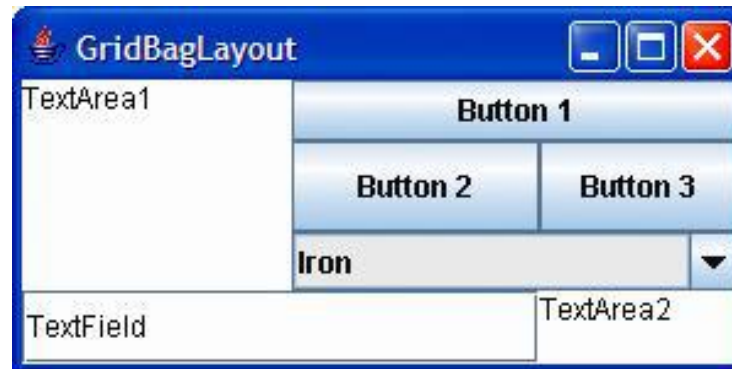 GridBagLayout
TextArea1
Button 1
Button 2
Button 3
Iron
TextField
TextArea2